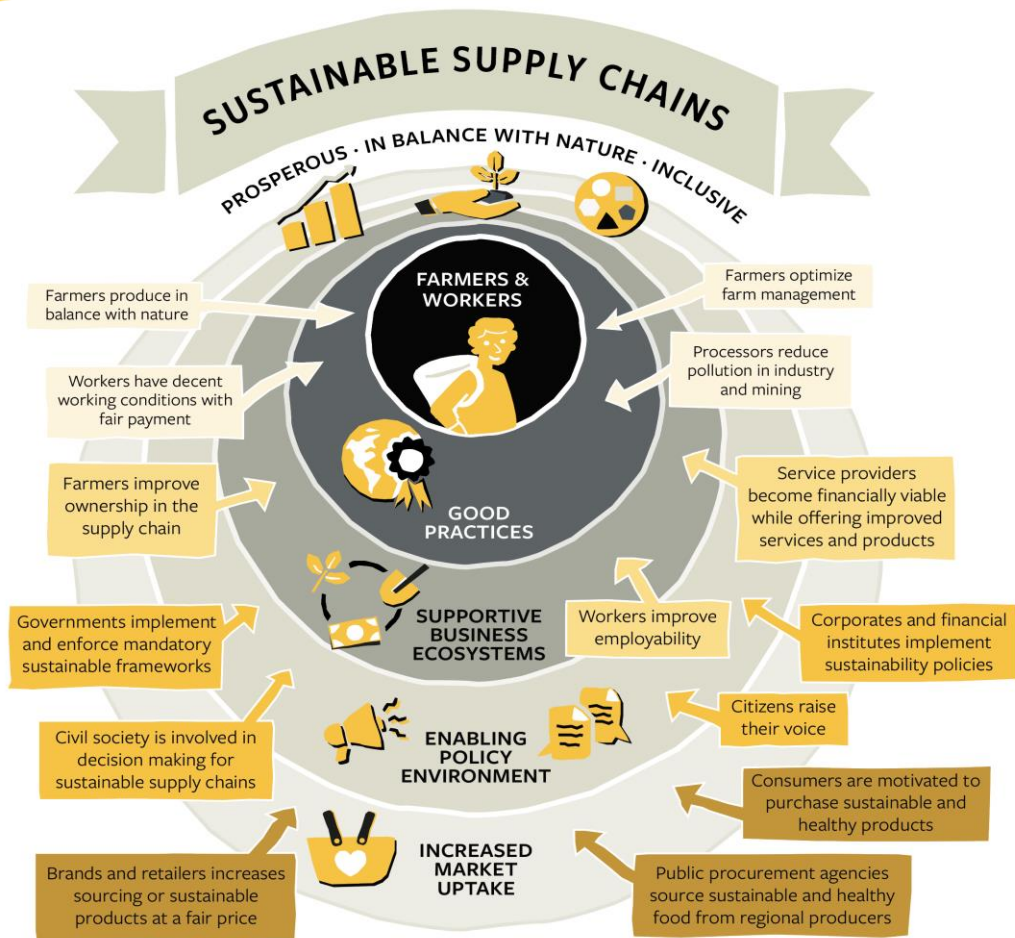 SUSTAINABLE SUPPLY CHAINS
PROSPEROUS · IN BALANCE WITH NATURE · INCLUSIVE
FARMERS &
WORKERS
Farmers produce in
balance with nature
Farmers optimize
farm management
Workers have decent
working conditions with
fair payment
Processors reduce
pollution in industry
and mining
GOOD
PRACTICES
Farmers improve
ownership in the
supply chain
Service providers
become financially viable
while offering improved
services and products
SUPPORTIVE
BUSINESS
ECOSYSTEMS
Workers improve
employability
Governments implement
and enforce mandatory
sustainable frameworks
Corporates and financial
institutes implement
sustainability policies
Civil society is involved in
decision making for
sustainable supply chains
ENABLING
POLICY
ENVIRONMENT
Citizens raise
their voice
Consumers are motivated to
purchase sustainable and
healthy products
Brands and retailers increases
sourcing or sustainable
products at a fair price
INCREASED
MARKET
UPTAKE
Public procurement agencies
source sustainable and healthy
food from regional producers